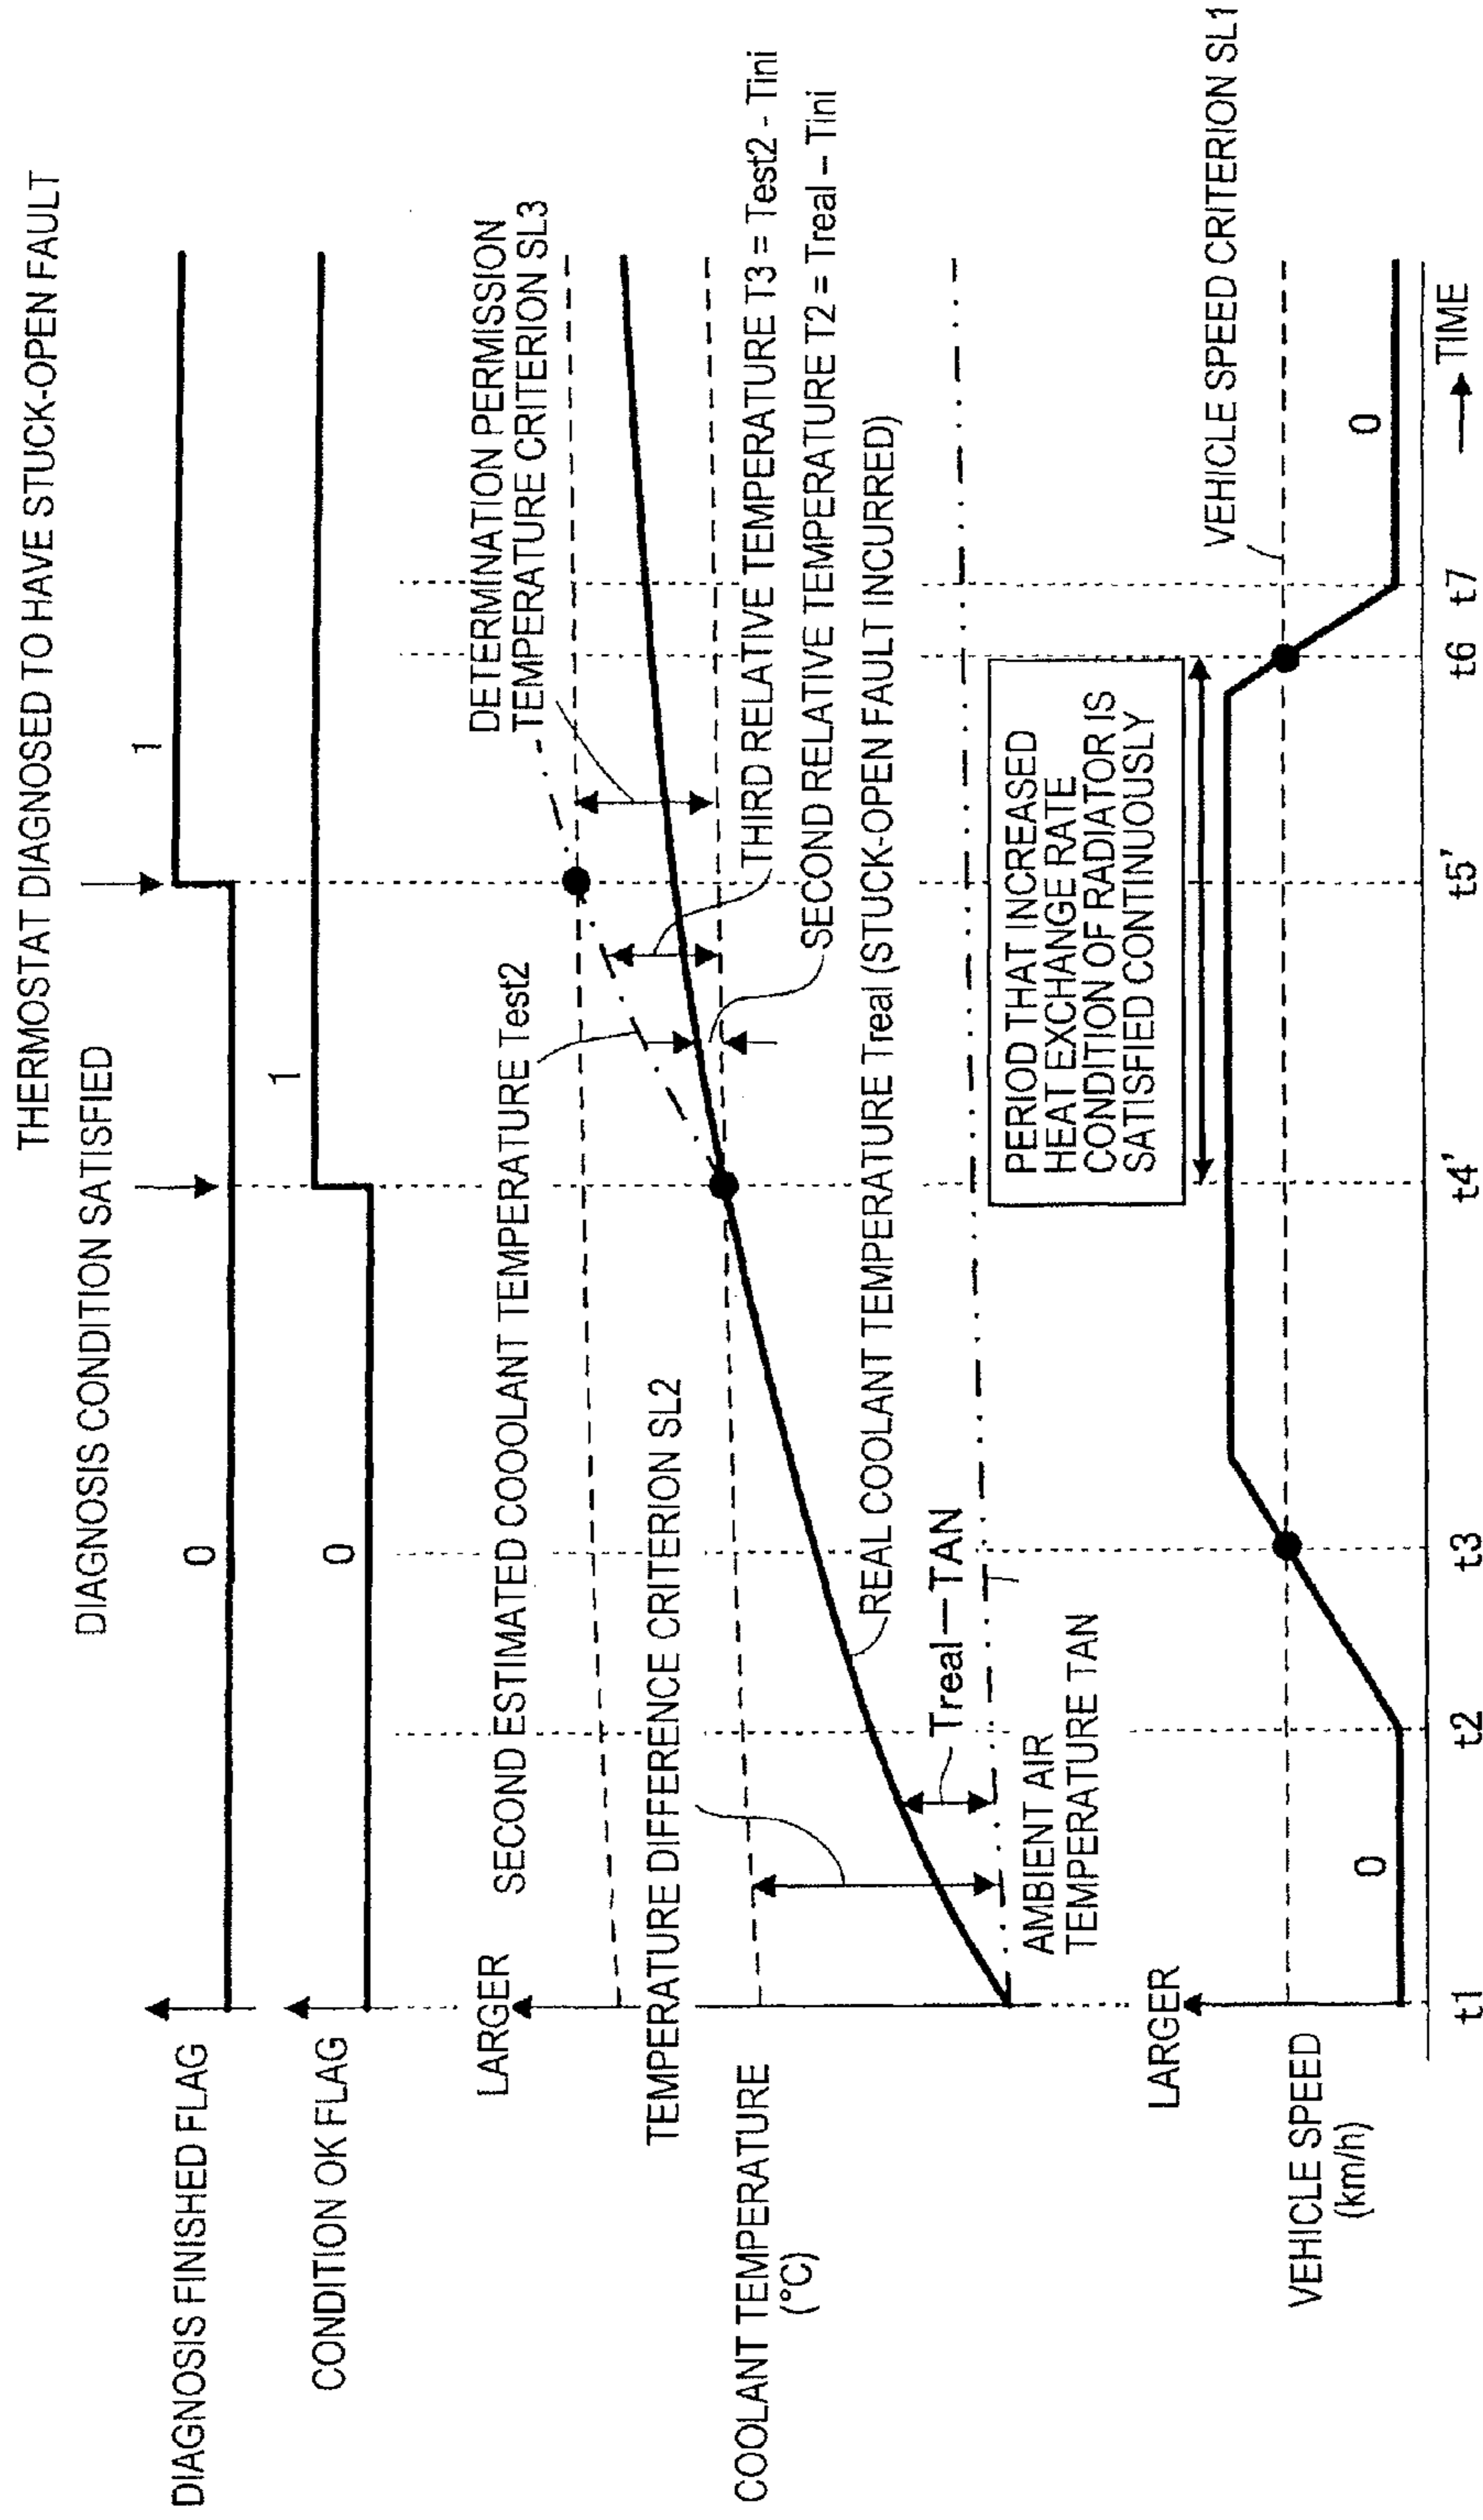 THERMOSTAT DIAGNOSED TO HAVE STUCK-OPEN FAULT
DIAGNOSIS CONDITION SATISFIED
DIAGNOSIS FINISHED FLAG
0
1
CONDITION OK FLAG
0
1
LARGER
SECOND ESTIMATED COOOLANT TEMPERATURE Test2
DETERMINATION PERMISSION
TEMPERATURE CRITERION SL3
TEMPERATURE DIFFERENCE CRITERION SL2
COOLANT TEMPERATURE
(°C)
THIRD RELATIVE TEMPERATURE T3 = Test2 - Tini
SECOND RELATIVE TEMPERATURE T2 = Treal - Tini
REAL COOLANT TEMPERATURE Treal (STUCK-OPEN FAULT INCURRED)
Treal-TAN
AMBIENT AIR
TEMPERATURE TAN
PERIOD THAT INCREASED
HEAT EXCHANGE RATE
CONDITION OF RADIATOR IS
SATISFIED CONTINUOUSLY
LARGER
VEHICLE SPEED CRITERION SL1
VEHICLE SPEED
(km/h)
0
0
t1 t2 t3 t4' t5' t6 t7
TIME